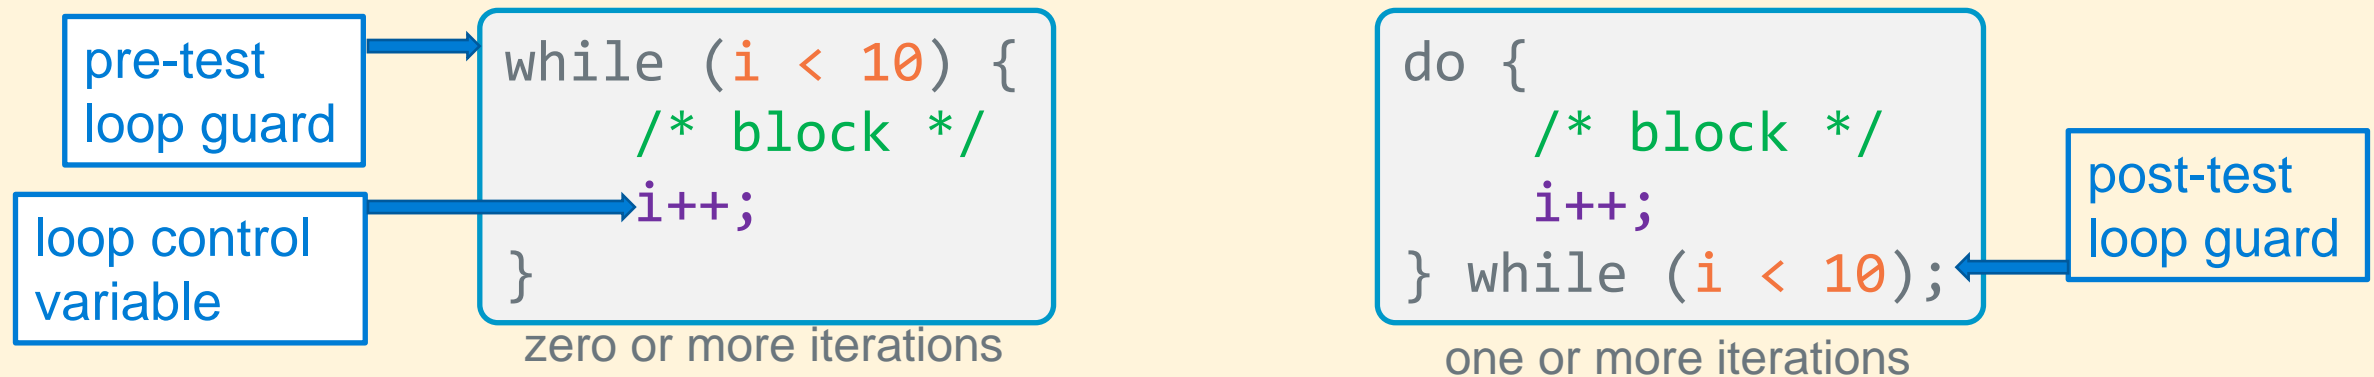 pre-test
loop guard
loop control
variable
while (i < 10) {
    /* block */
    i++;
}
zero or more iterations
do {
    /* block */
    i++;
} while (i < 10);
one or more iterations
post-test
loop guard